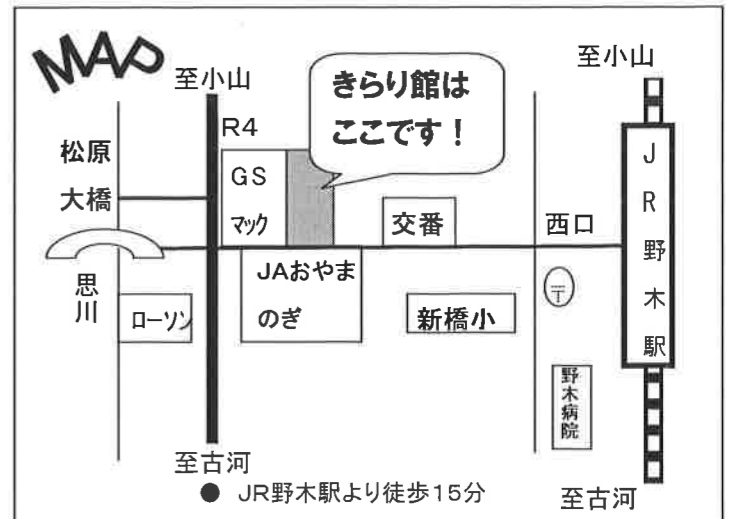 MAP
至小山
至小山
きらり館は
ここです！
R4
松原
大橋
GS
マック
交番
西口
JR野木駅
思川
ローソン
JAおやま
のぎ
新橋小
〒
野木病院
至古河
● JR野木駅より徒歩15分
至古河